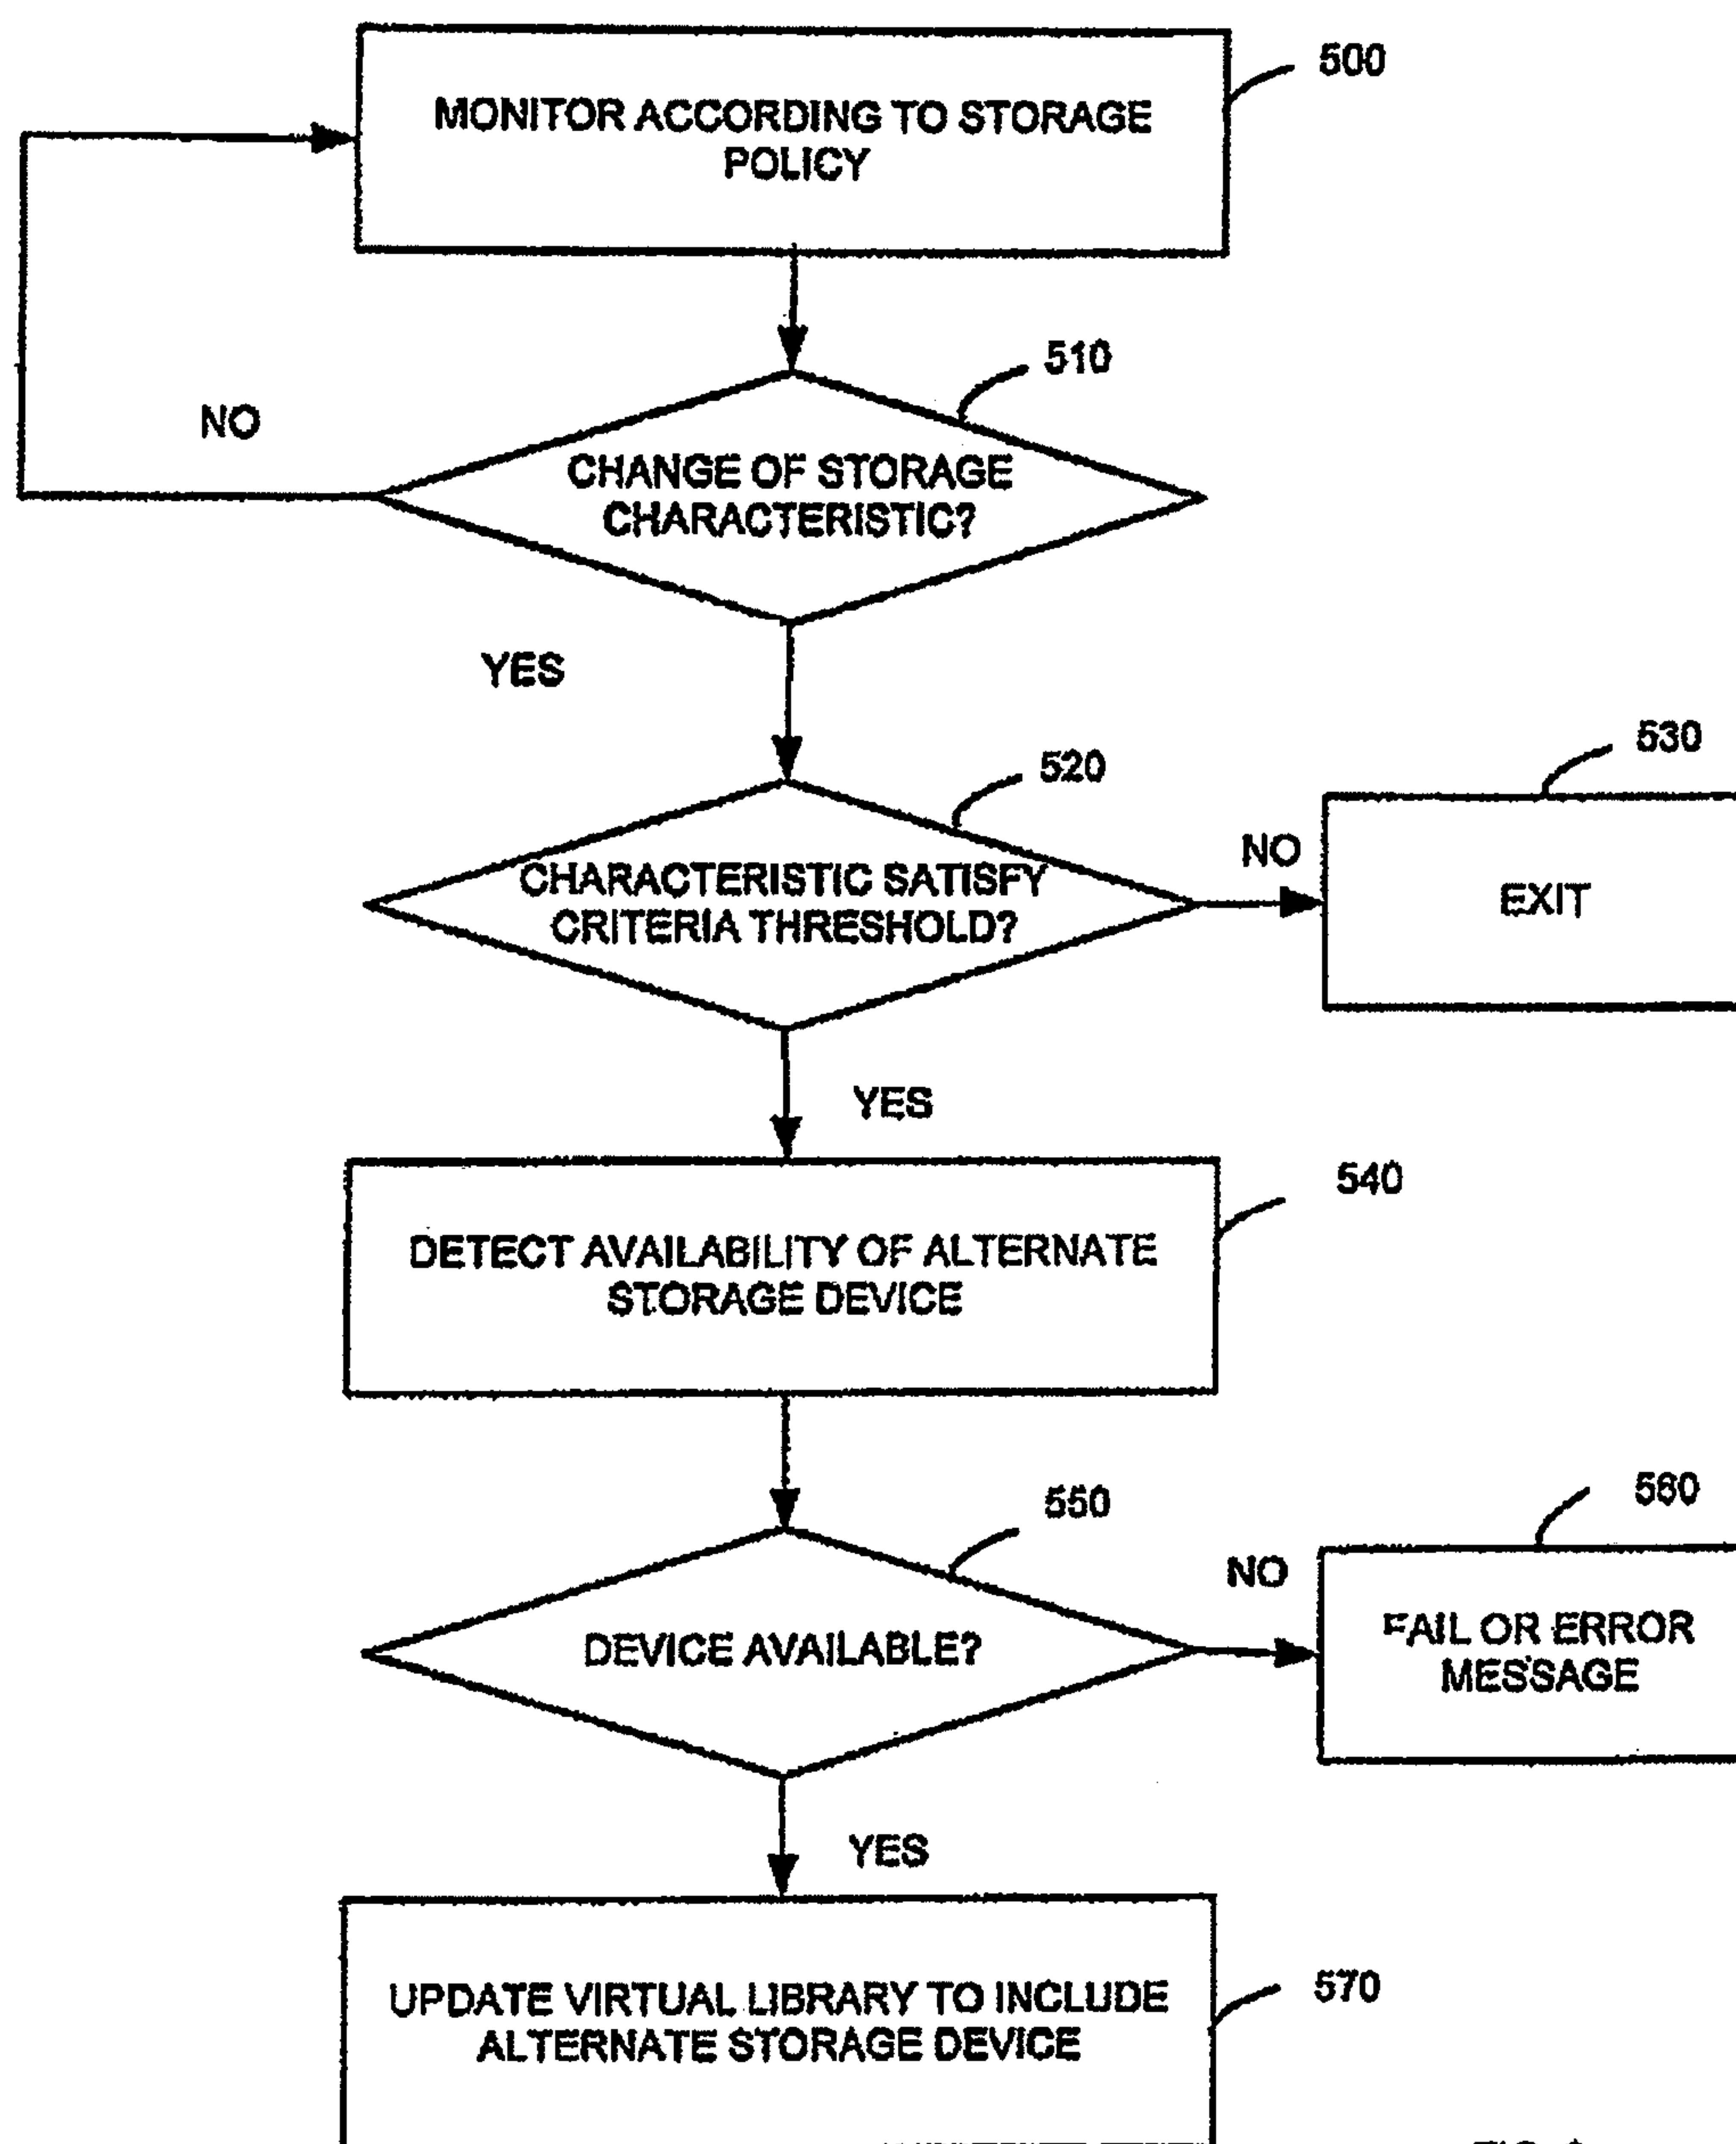 500
MONITOR ACCORDING TO STORAGE
POLICY
510
NO
CHANGE OF STORAGE
CHARACTERISTIC?
YES
530
520
NO
CHARACTERISTIC SATISFY
CRITERIA THRESHOLD?
EXIT
YES
540
DETECT AVAILABILITY OF ALTERNATE
STORAGE DEVICE
550
560
NO
DEVICE AVAILABLE?
FAIL OR ERROR
MESSAGE
YES
570
UPDATE VIRTUAL LIBRARY TO INCLUDE
ALTERNATE STORAGE DEVICE